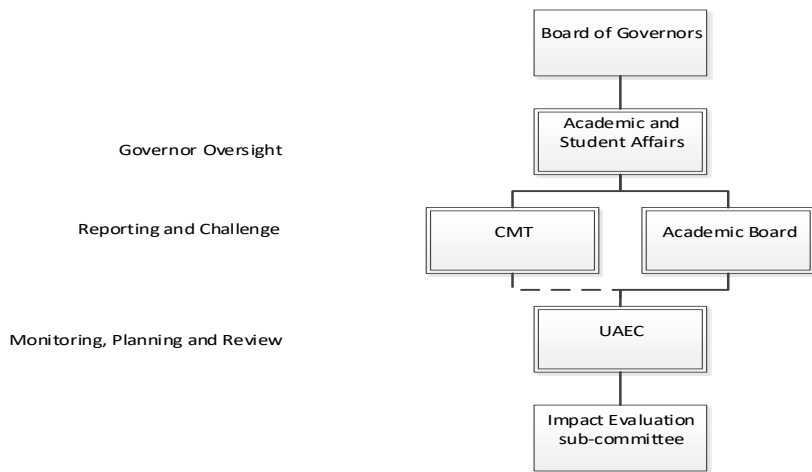 Board of Governors
Academic and
Student Affairs
Governor Oversight
Reporting and Challenge
CMT
Academic Board
Monitoring, Planning and Review
UAEC
Impact Evaluation
sub-committee